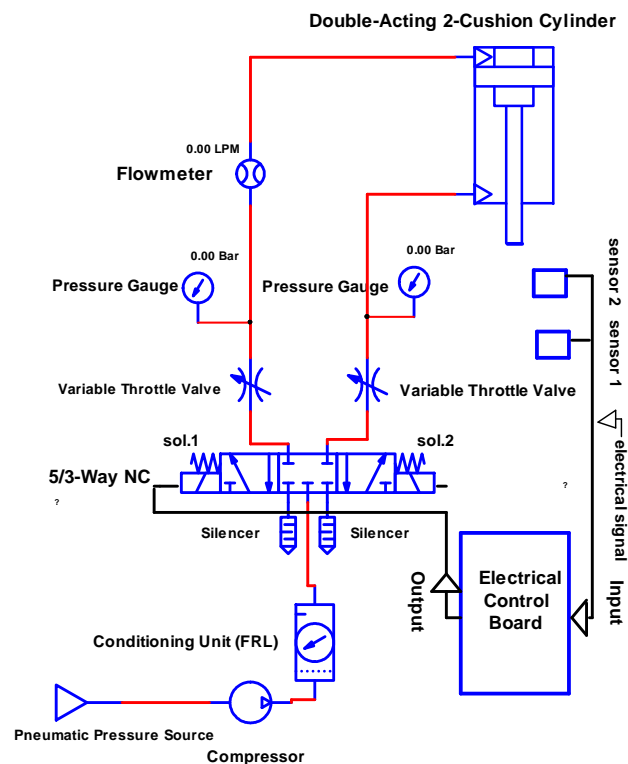 Double-Acting 2-Cushion Cylinder
0.00 LPM
Flowmeter
0.00 Bar
Pressure Gauge
0.00 Bar
Pressure Gauge
sensor 2
sensor 1
Variable Throttle Valve
Variable Throttle Valve
sol.1
sol.2
5/3-Way NC
?
?
electrical signal
Silencer
Silencer
Output
Electrical
Control
Board
Input
Conditioning Unit (FRL)
Pneumatic Pressure Source
Compressor